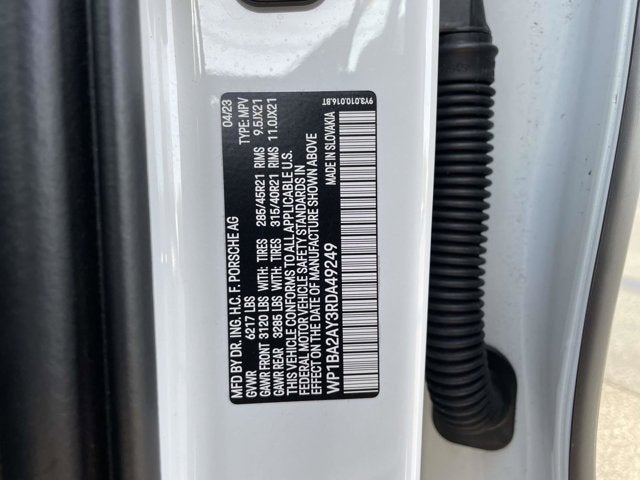 MFD BY DR. ING. H.C. F. PORSCHE AG 04/23
GVWR 6217 LBS TYPE: MPV
GAWR FRONT 3120 LBS WITH: TIRES 285/45R21 RIMS 9.5JX21
GAWR REAR 3285 LBS WITH: TIRES 315/40R21 RIMS 11.0JX21
THIS VEHICLE CONFORMS TO ALL APPLICABLE U.S.
FEDERAL MOTOR VEHICLE SAFETY STANDARDS IN
EFFECT ON THE DATE OF MANUFACTURE SHOWN ABOVE
MADE IN SLOVAKIA
WP1BA2AY3RDA49249
9Y3.010.016.BT